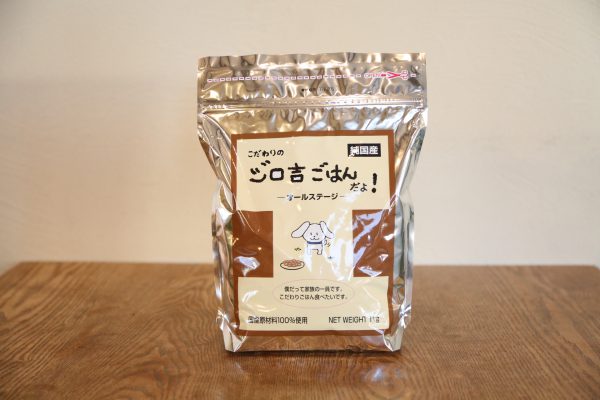 こだわりの
純国産
ジロ吉ごはん
だよ!
―オールステージ―
僕だって家族の一員です。
こだわりごはん食べたいです。
国産原材料100%使用
NET WEIGHT